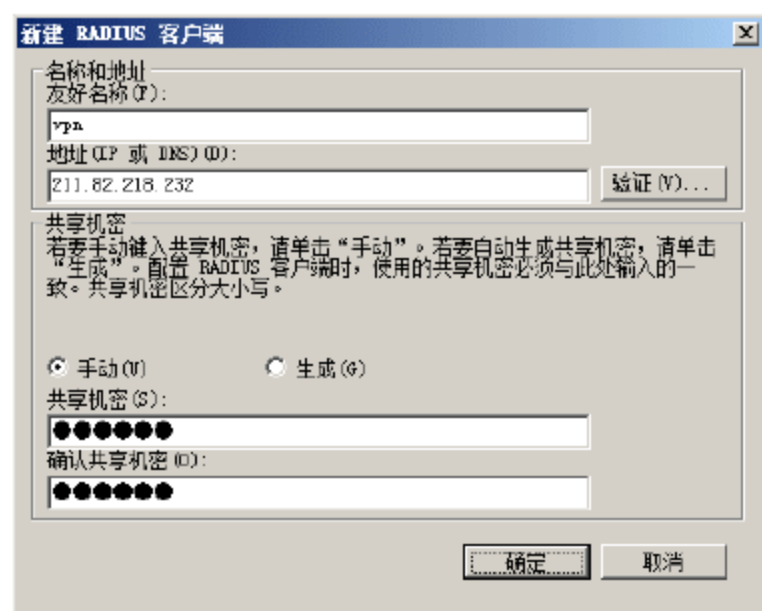 新建 RADIUS 客户端
名称和地址
友好名称(F):
vpn
地址(IP 或 DNS)(D):
211.82.218.232
验证(V)...
共享机密
若要手动键入共享机密，请单击“手动”。若要自动生成共享机密，请单击
“生成”。配置 RADIUS 客户端时，使用的共享机密必须与此处输入的一
致。共享机密区分大小写。
手动(U) 生成(G)
共享机密(S):
●●●●●●
确认共享机密(O):
●●●●●●
确定 取消